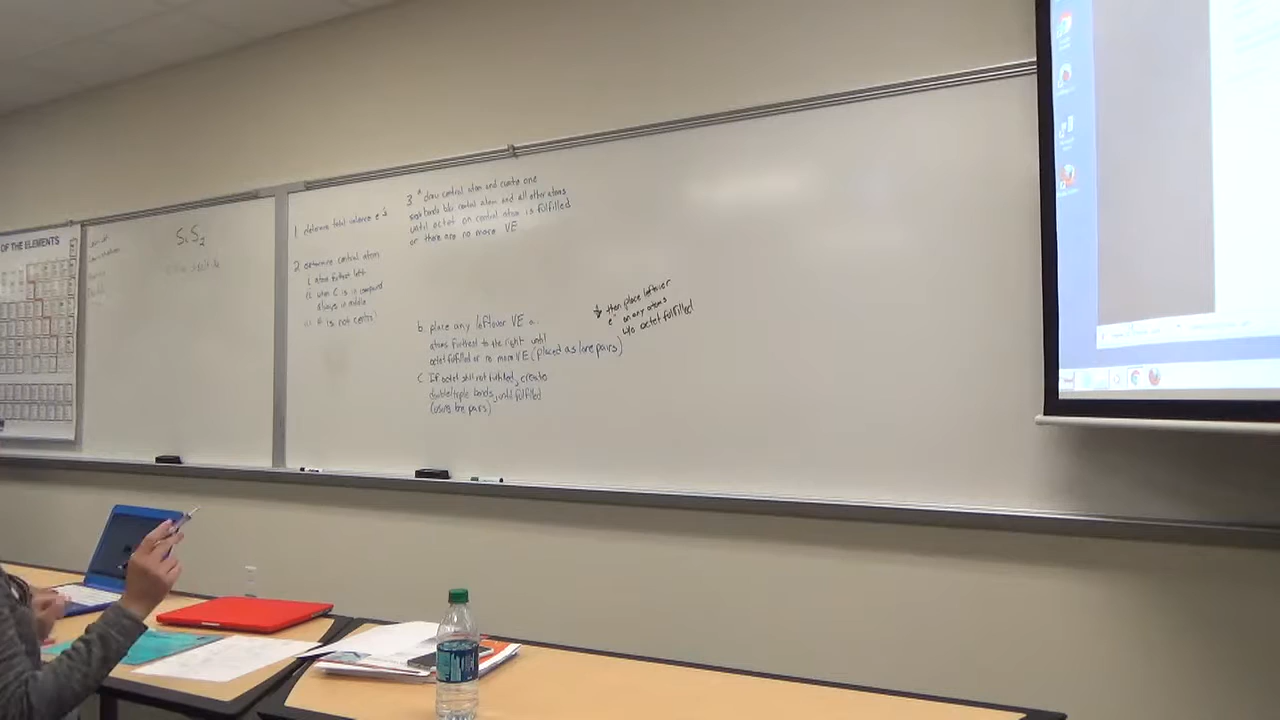 OF THE ELEMENTS
S S2
1 determine total valence e's
2 determine central atom
i. atom furthest left
ii. when C is in compound
always in middle
is not central
3 a draw central atom and create one
bonds b/w central atom and all other atoms
until octet on central atom is fulfilled
or there are no more VE
b. place any leftover VE
atoms furthest to the right until
octet fulfilled or no more VE (placed as lone pairs)
then place leftover
e⁻ on any atoms
w/o octet fulfilled
c If octet still not fulfilled, create
double/triple bonds, until fulfilled
(using lone pairs)